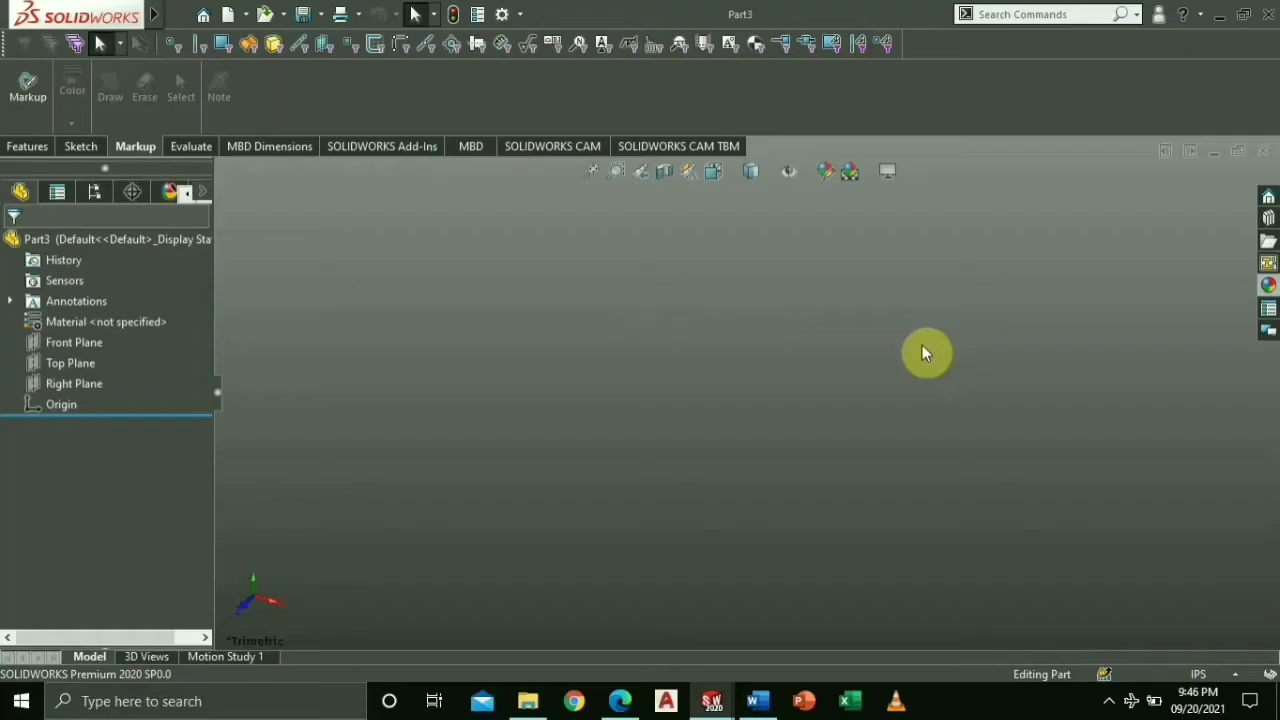 SOLIDWORKS
Part3
Search Commands
Markup
Color
Draw
Erase
Select
Note
Features
Sketch
Markup
Evaluate
MBD Dimensions
SOLIDWORKS Add-Ins
MBD
SOLIDWORKS CAM
SOLIDWORKS CAM TBM
Part3 (Default<<Default>_Display Sta
History
Sensors
Annotations
Material <not specified>
Front Plane
Top Plane
Right Plane
Origin
*Trimetric
Model
3D Views
Motion Study 1
SOLIDWORKS Premium 2020 SP0.0
Editing Part
IPS
Type here to search
9:46 PM
09/20/2021